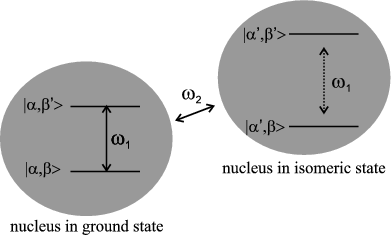 |α',β'>
ω₁
|α',β>
nucleus in isomeric state
ω₂
|α,β'>
ω₁
|α,β>
nucleus in ground state